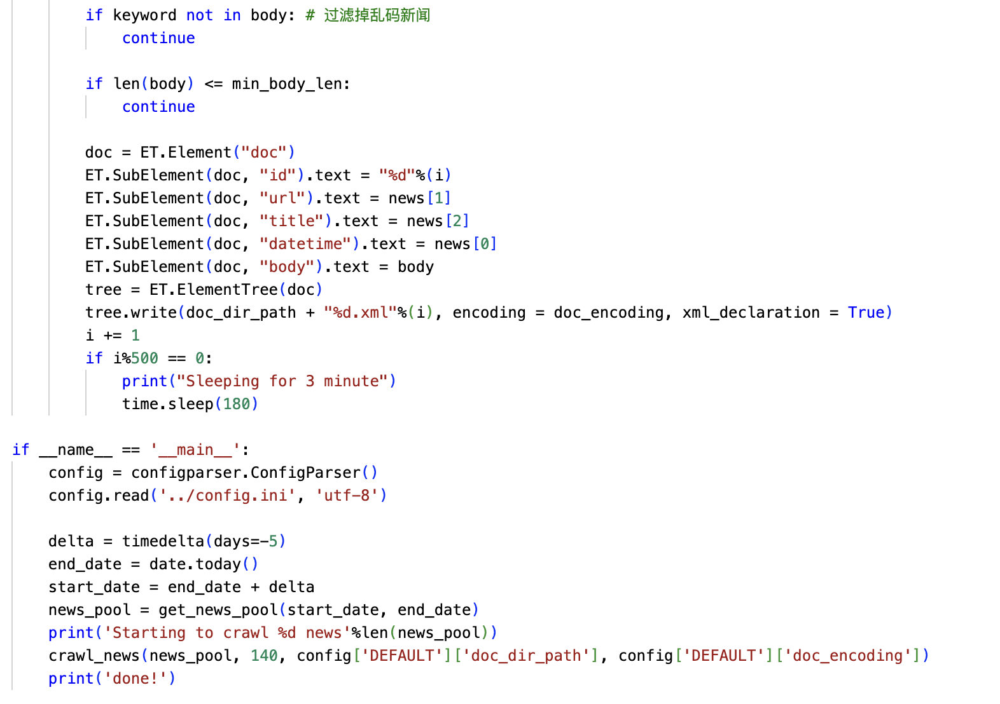 if keyword not in body: # 过滤掉乱码新闻
continue
if len(body) <= min_body_len:
continue
doc = ET.Element("doc")
ET.SubElement(doc, "id").text = "%d"%(i)
ET.SubElement(doc, "url").text = news[1]
ET.SubElement(doc, "title").text = news[2]
ET.SubElement(doc, "datetime").text = news[0]
ET.SubElement(doc, "body").text = body
tree = ET.ElementTree(doc)
tree.write(doc_dir_path + "%d.xml"%(i), encoding = doc_encoding, xml_declaration = True)
i += 1
if i%500 == 0:
print("Sleeping for 3 minute")
time.sleep(180)
if __name__ == '__main__':
config = configparser.ConfigParser()
config.read('../config.ini', 'utf-8')
delta = timedelta(days=-5)
end_date = date.today()
start_date = end_date + delta
news_pool = get_news_pool(start_date, end_date)
print('Starting to crawl %d news'%len(news_pool))
crawl_news(news_pool, 140, config['DEFAULT']['doc_dir_path'], config['DEFAULT']['doc_encoding'])
print('done!')